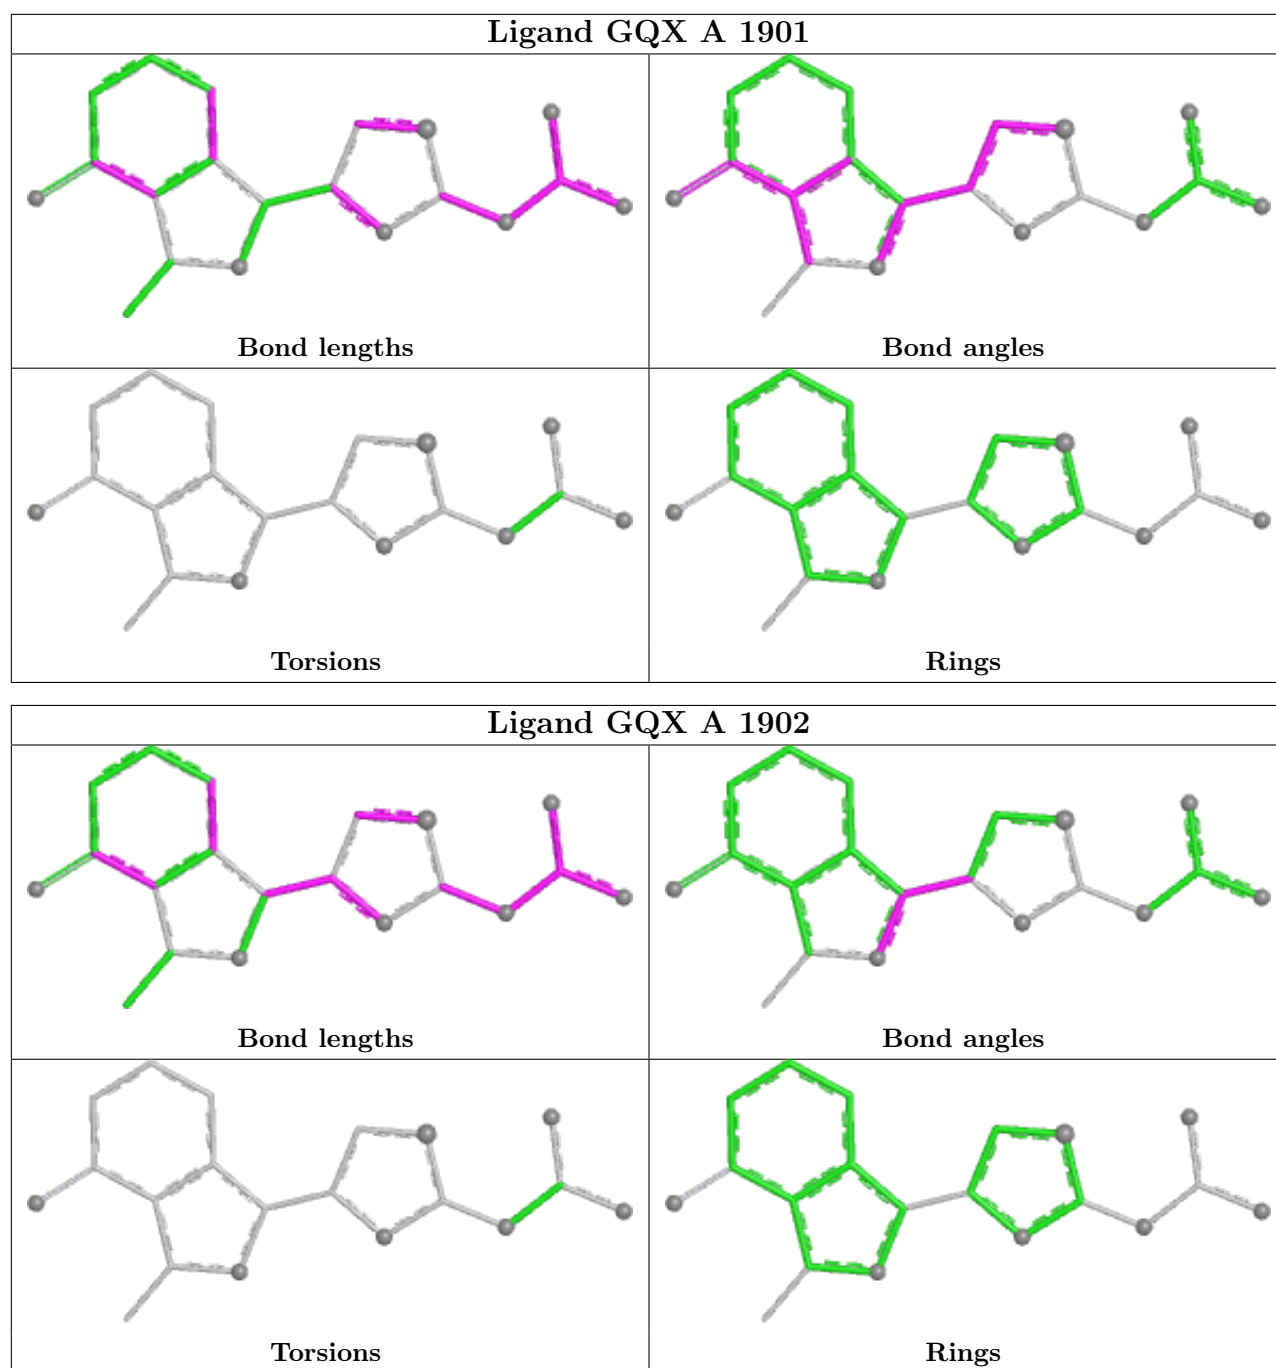 Ligand GQX A 1901
Bond lengths
Bond angles
Torsions
Rings
Ligand GQX A 1902
Bond lengths
Bond angles
Torsions
Rings